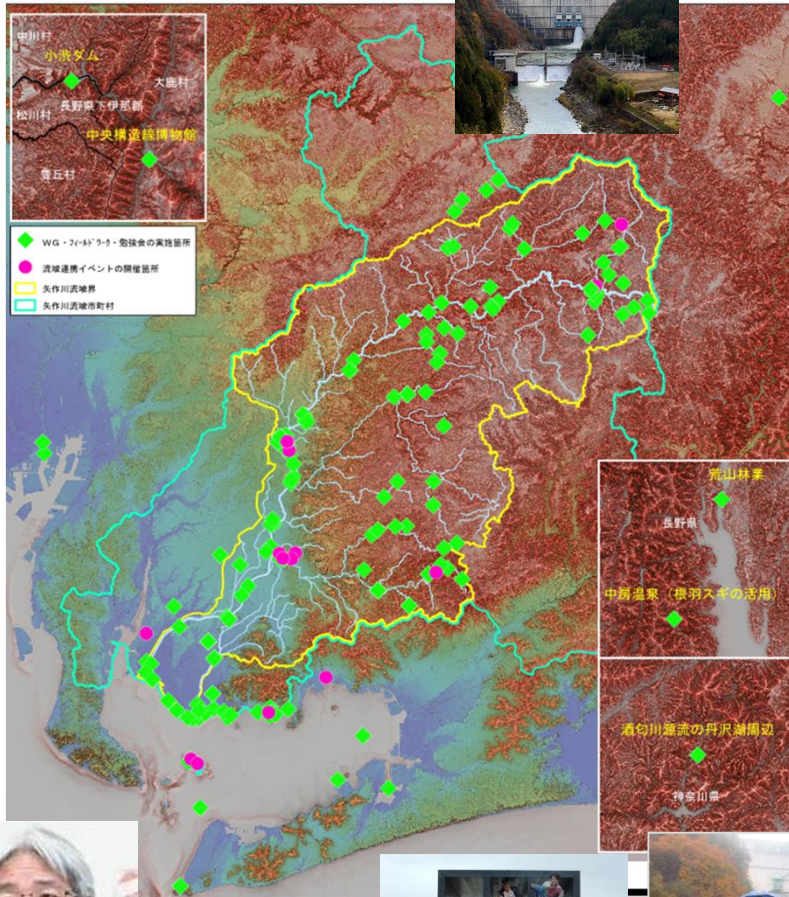 中川村
小渋ダム
大鹿村
長野県下伊那郡
松川村
中央構造線博物館
豊丘村
WG・フィールドワーク・勉強会の実施箇所
流域連携イベントの開催箇所
矢作川流域界
矢作川流域市町村
荒山林業
長野県
中房温泉（根羽スギの活用）
酒匂川源流の丹沢湖周辺
神奈川県